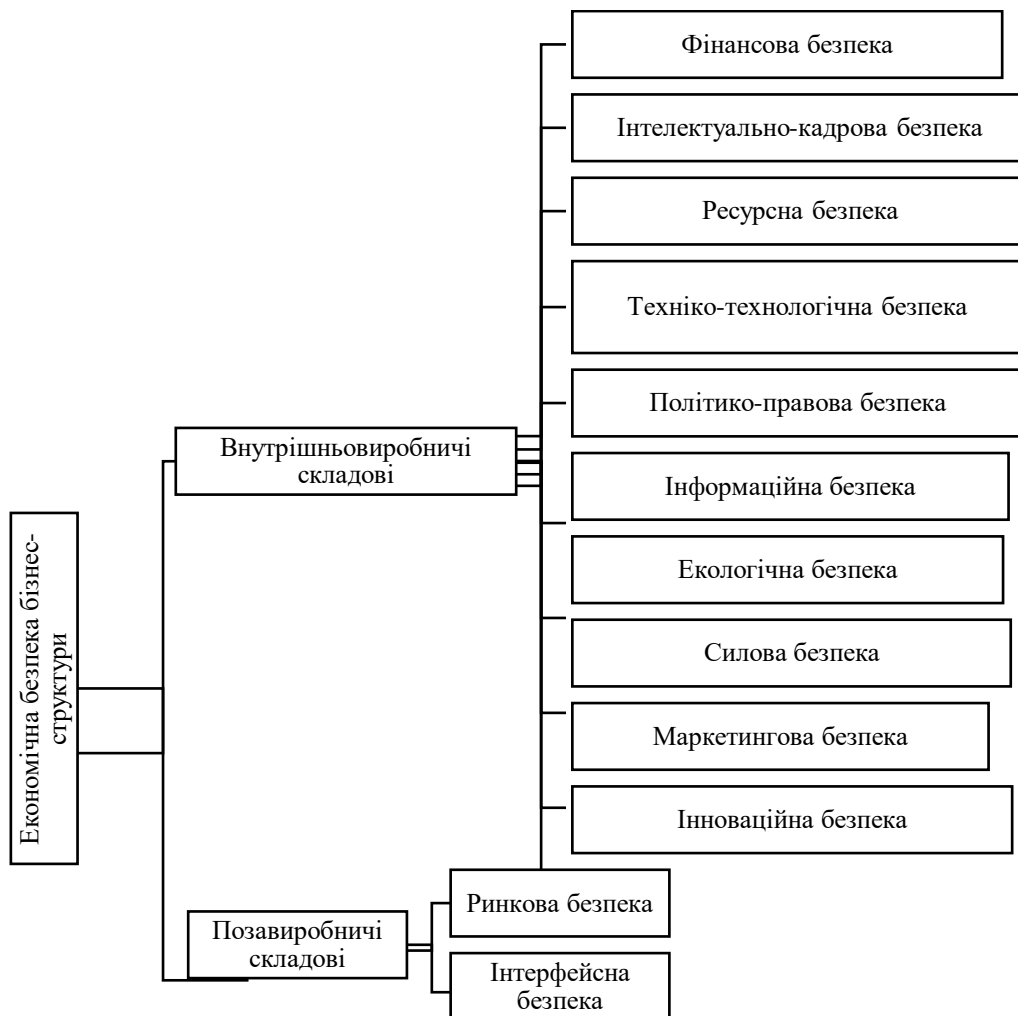 Економічна безпека бізнес-
структури
Внутрішньовиробничі
складові
Фінансова безпека
Інтелектуально-кадрова безпека
Ресурсна безпека
Техніко-технологічна безпека
Політико-правова безпека
Інформаційна безпека
Екологічна безпека
Силова безпека
Маркетингова безпека
Інноваційна безпека
Позавиробничі
складові
Ринкова безпека
Інтерфейсна
безпека